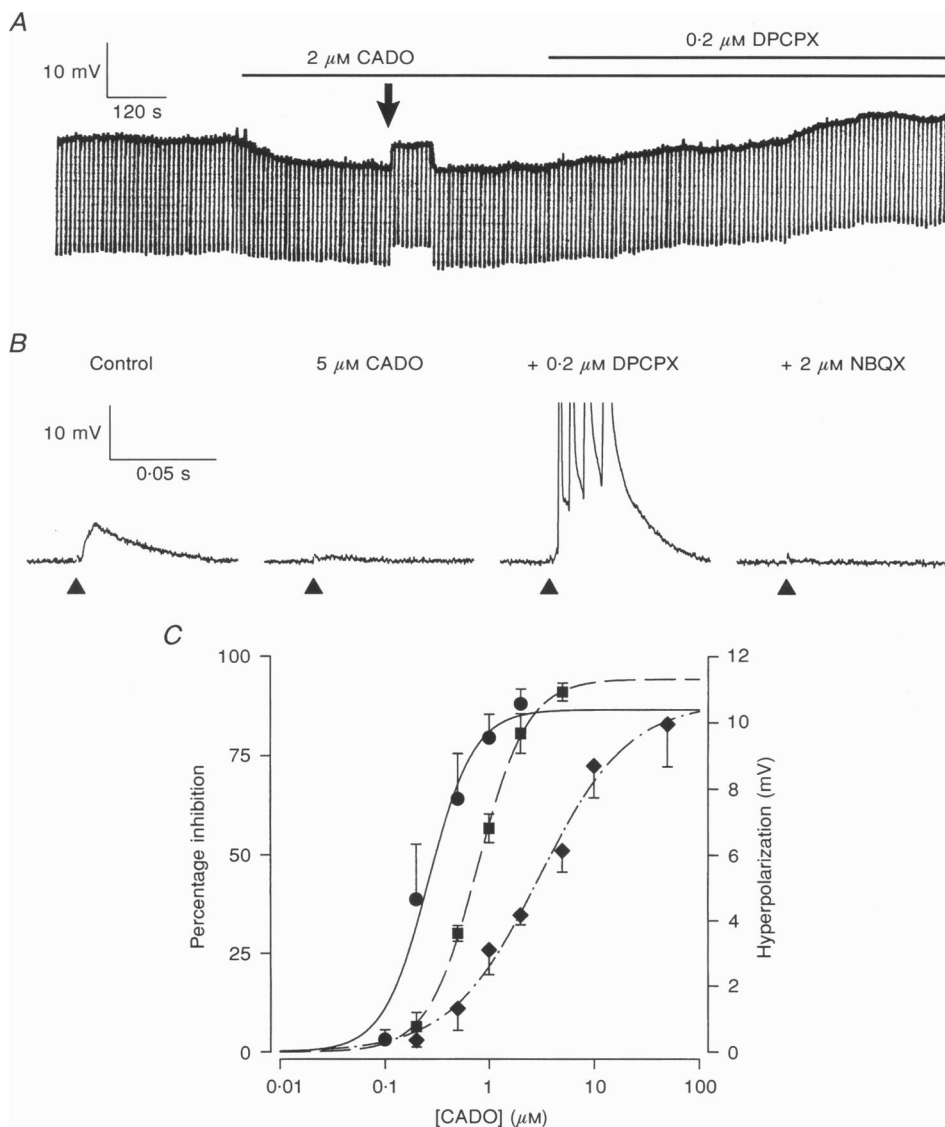 A
10 mV
120 s
2 μM CADO
0·2 μM DPCPX
B
Control
5 μM CADO
+ 0·2 μM DPCPX
+ 2 μM NBQX
10 mV
0·05 s
C
Percentage inhibition
100
75
50
25
0
12
10
8
6
4
2
0
Hyperpolarization (mV)
0·01
0·1
1
10
100
[CADO] (μM)